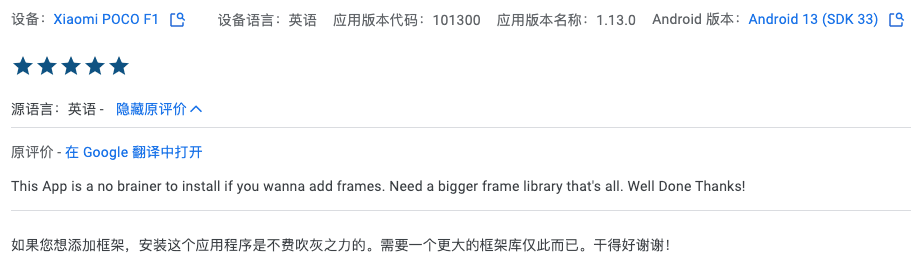 设备：Xiaomi POCO F1 设备语言：英语 应用版本代码：101300 应用版本名称：1.13.0 Android 版本：Android 13 (SDK 33)
源语言：英语 - 隐藏原评价
原评价 - 在 Google 翻译中打开
This App is a no brainer to install if you wanna add frames. Need a bigger frame library that's all. Well Done Thanks!
如果您想添加框架，安装这个应用程序是不费吹灰之力的。需要一个更大的框架库仅此而已。干得好谢谢！